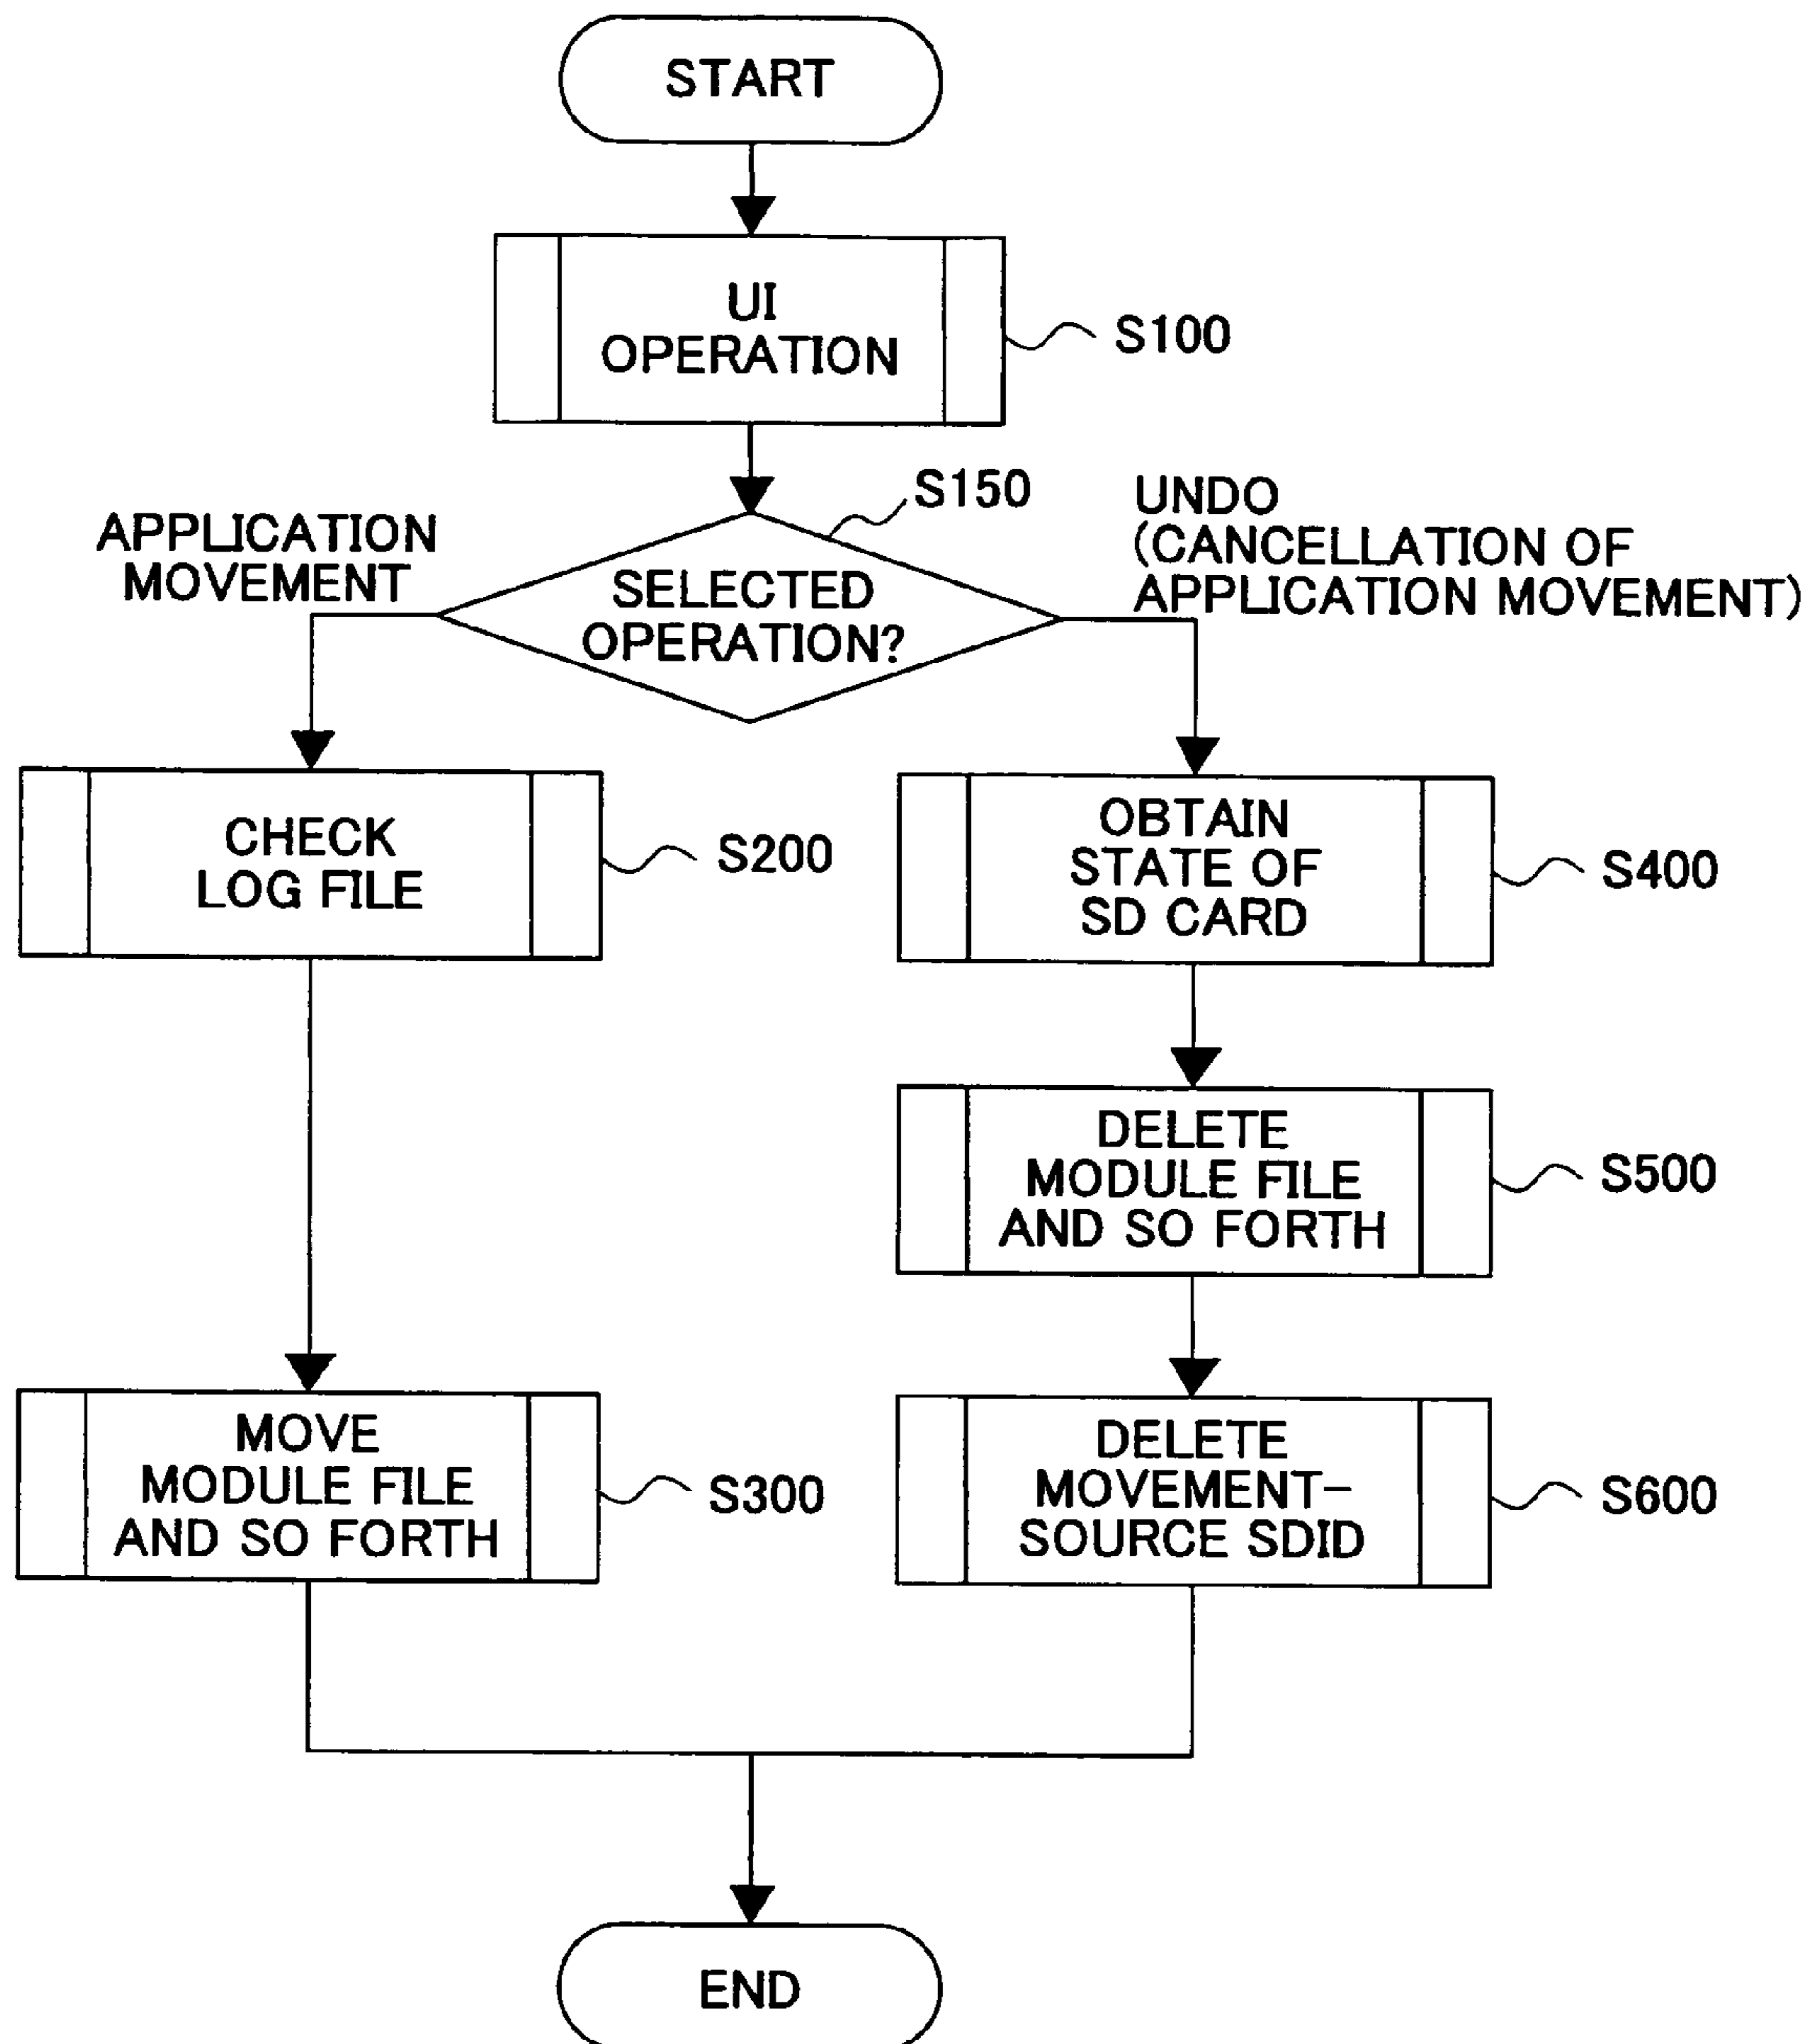 START
UI
OPERATION
S100
S150
APPLICATION
MOVEMENT
UNDO
(CANCELLATION OF
APPLICATION MOVEMENT)
SELECTED
OPERATION?
CHECK
LOG FILE
S200
OBTAIN
STATE OF
SD CARD
S400
DELETE
MODULE FILE
AND SO FORTH
S500
MOVE
MODULE FILE
AND SO FORTH
S300
DELETE
MOVEMENT-
SOURCE SDID
S600
END